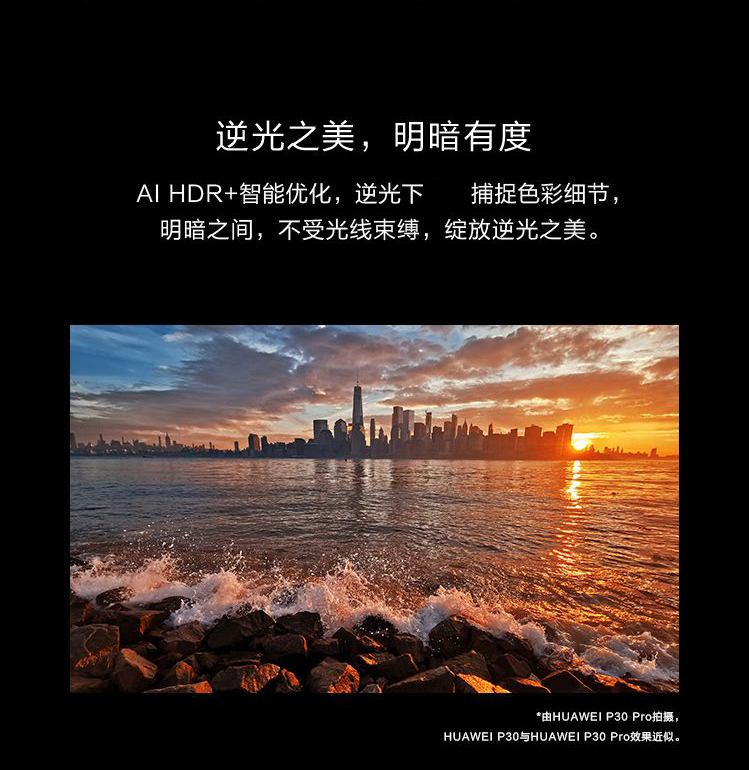 逆光之美，明暗有度
AI HDR+智能优化，逆光下 捕捉色彩细节，
明暗之间，不受光线束缚，绽放逆光之美。
*由HUAWEI P30 Pro拍摄，
HUAWEI P30与HUAWEI P30 Pro效果近似。